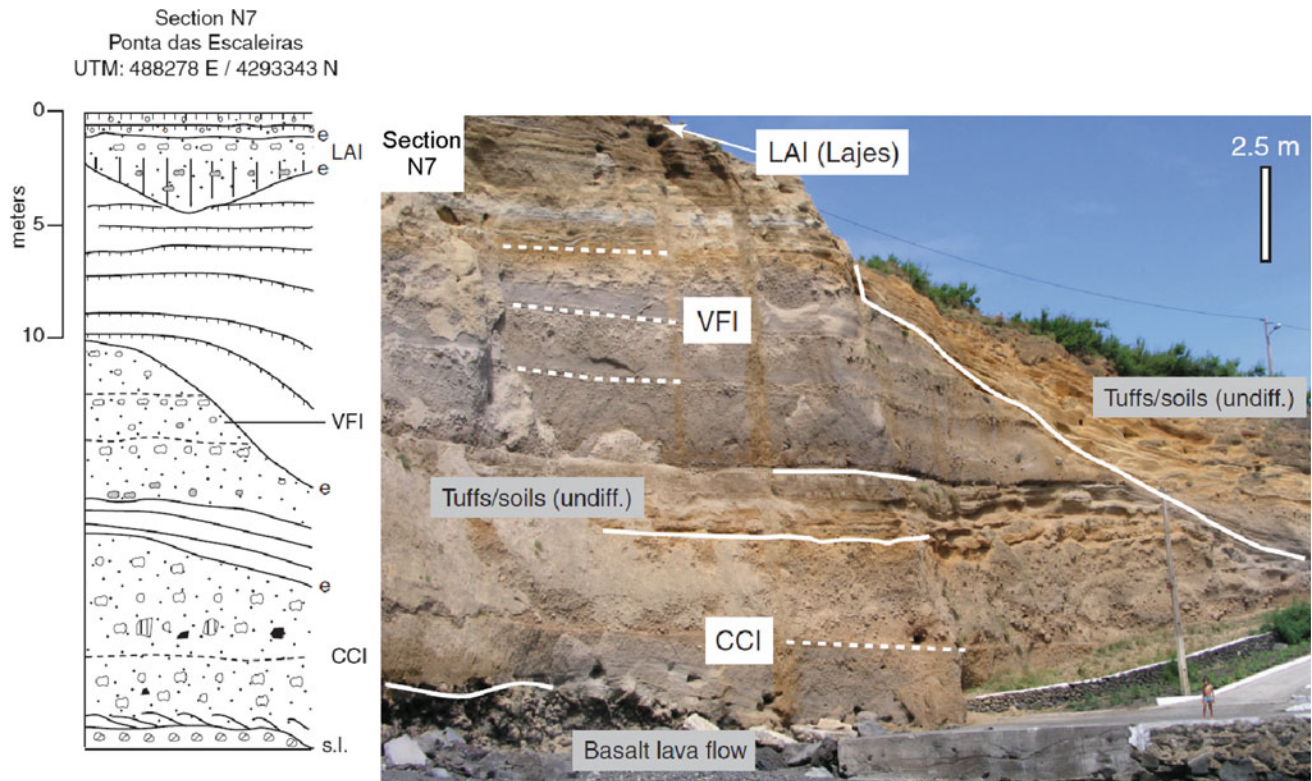 Section N7
Ponta das Escaleiras
UTM: 488278 E / 4293343 N
0
meters
5
10
e
LAI
e
VFI
e
e
CCI
s.l.
Section
N7
LAI (Lajes)
2.5 m
VFI
Tuffs/soils (undiff.)
Tuffs/soils (undiff.)
CCI
Basalt lava flow